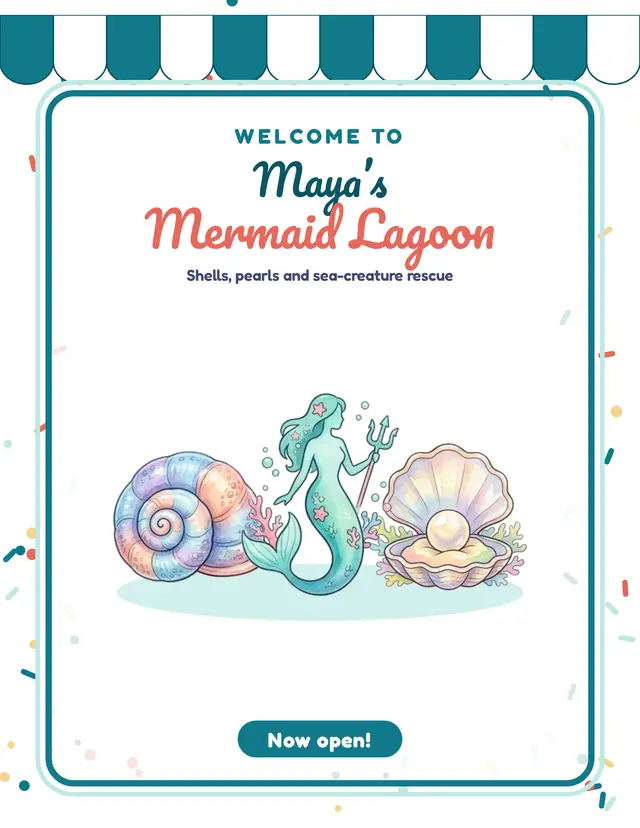 WELCOME TO
Maya's
Mermaid Lagoon
Shells, pearls and sea-creature rescue
Now open!